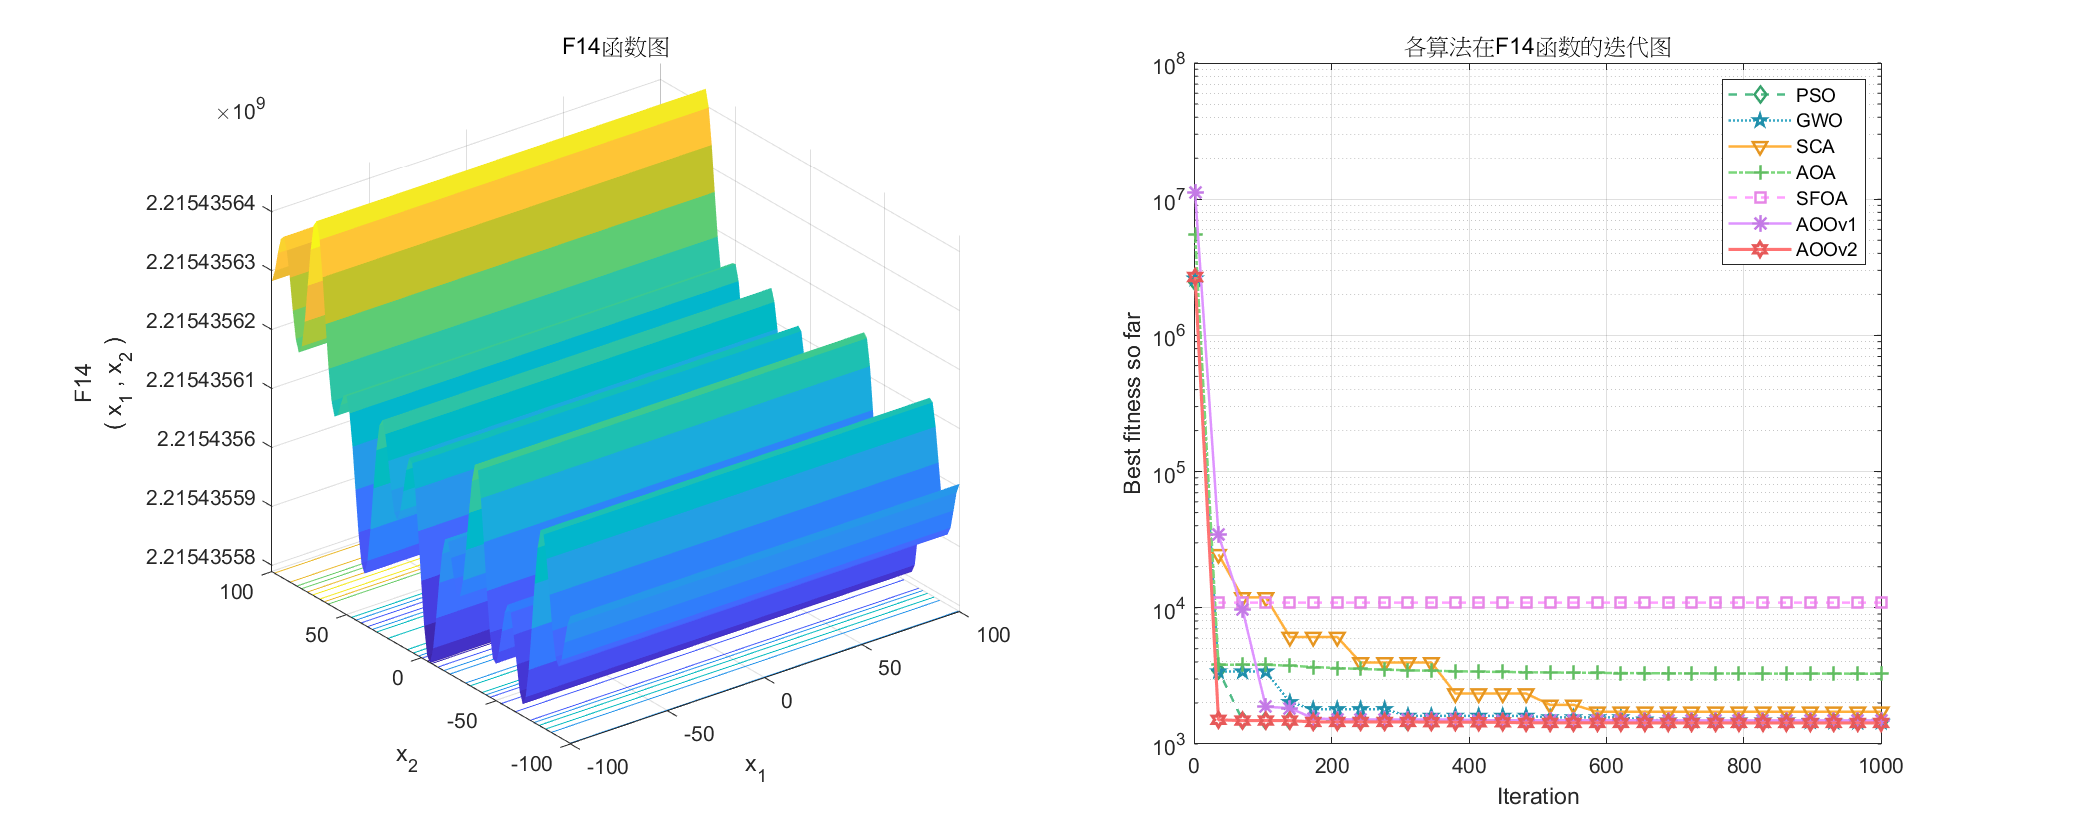 F14函数图
×10^9
2.21543564
2.21543563
2.21543562
2.21543561
2.2154356
2.21543559
2.21543558
F14
( x_1 , x_2 )
100
50
0
-50
-100
x_2
-100
-50
0
50
100
x_1
各算法在F14函数的迭代图
10^8
10^7
10^6
10^5
10^4
10^3
Best fitness so far
PSO
GWO
SCA
AOA
SFOA
AOOv1
AOOv2
0
200
400
600
800
1000
Iteration